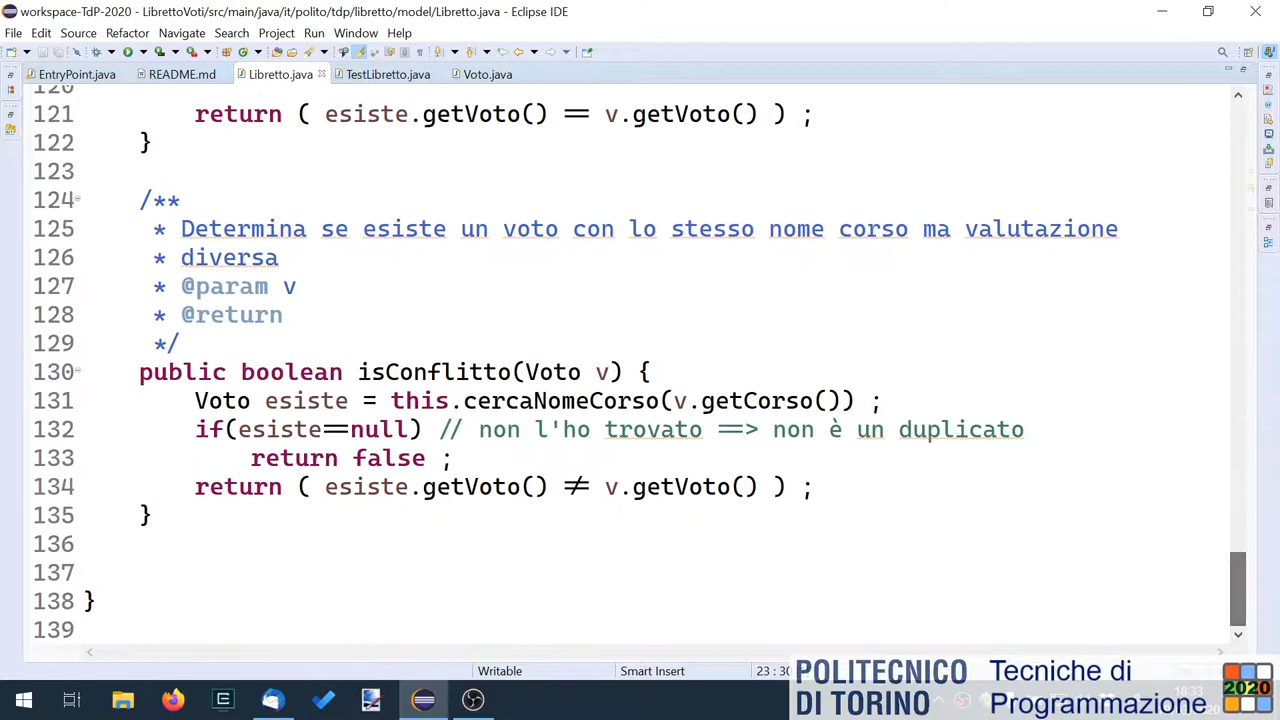 workspace-TdP-2020 - LibrettoVoti/src/main/java/it/polito/tdp/libretto/model/Libretto.java - Eclipse IDE
File Edit Source Refactor Navigate Search Project Run Window Help
EntryPoint.java README.md Libretto.java TestLibretto.java Voto.java
120
121 return ( esiste.getVoto() == v.getVoto() ) ;
122 }
123
124 /**
125 * Determina se esiste un voto con lo stesso nome corso ma valutazione
126 * diversa
127 * @param v
128 * @return
129 */
130 public boolean isConflitto(Voto v) {
131 Voto esiste = this.cercaNomeCorso(v.getCorso()) ;
132 if(esiste==null) // non l'ho trovato ==> non è un duplicato
133 return false ;
134 return ( esiste.getVoto() != v.getVoto() ) ;
135 }
136
137
138 }
139
Writable Smart Insert 23 : 30
POLITECNICO DI TORINO
Tecniche di Programmazione
2020
18:33